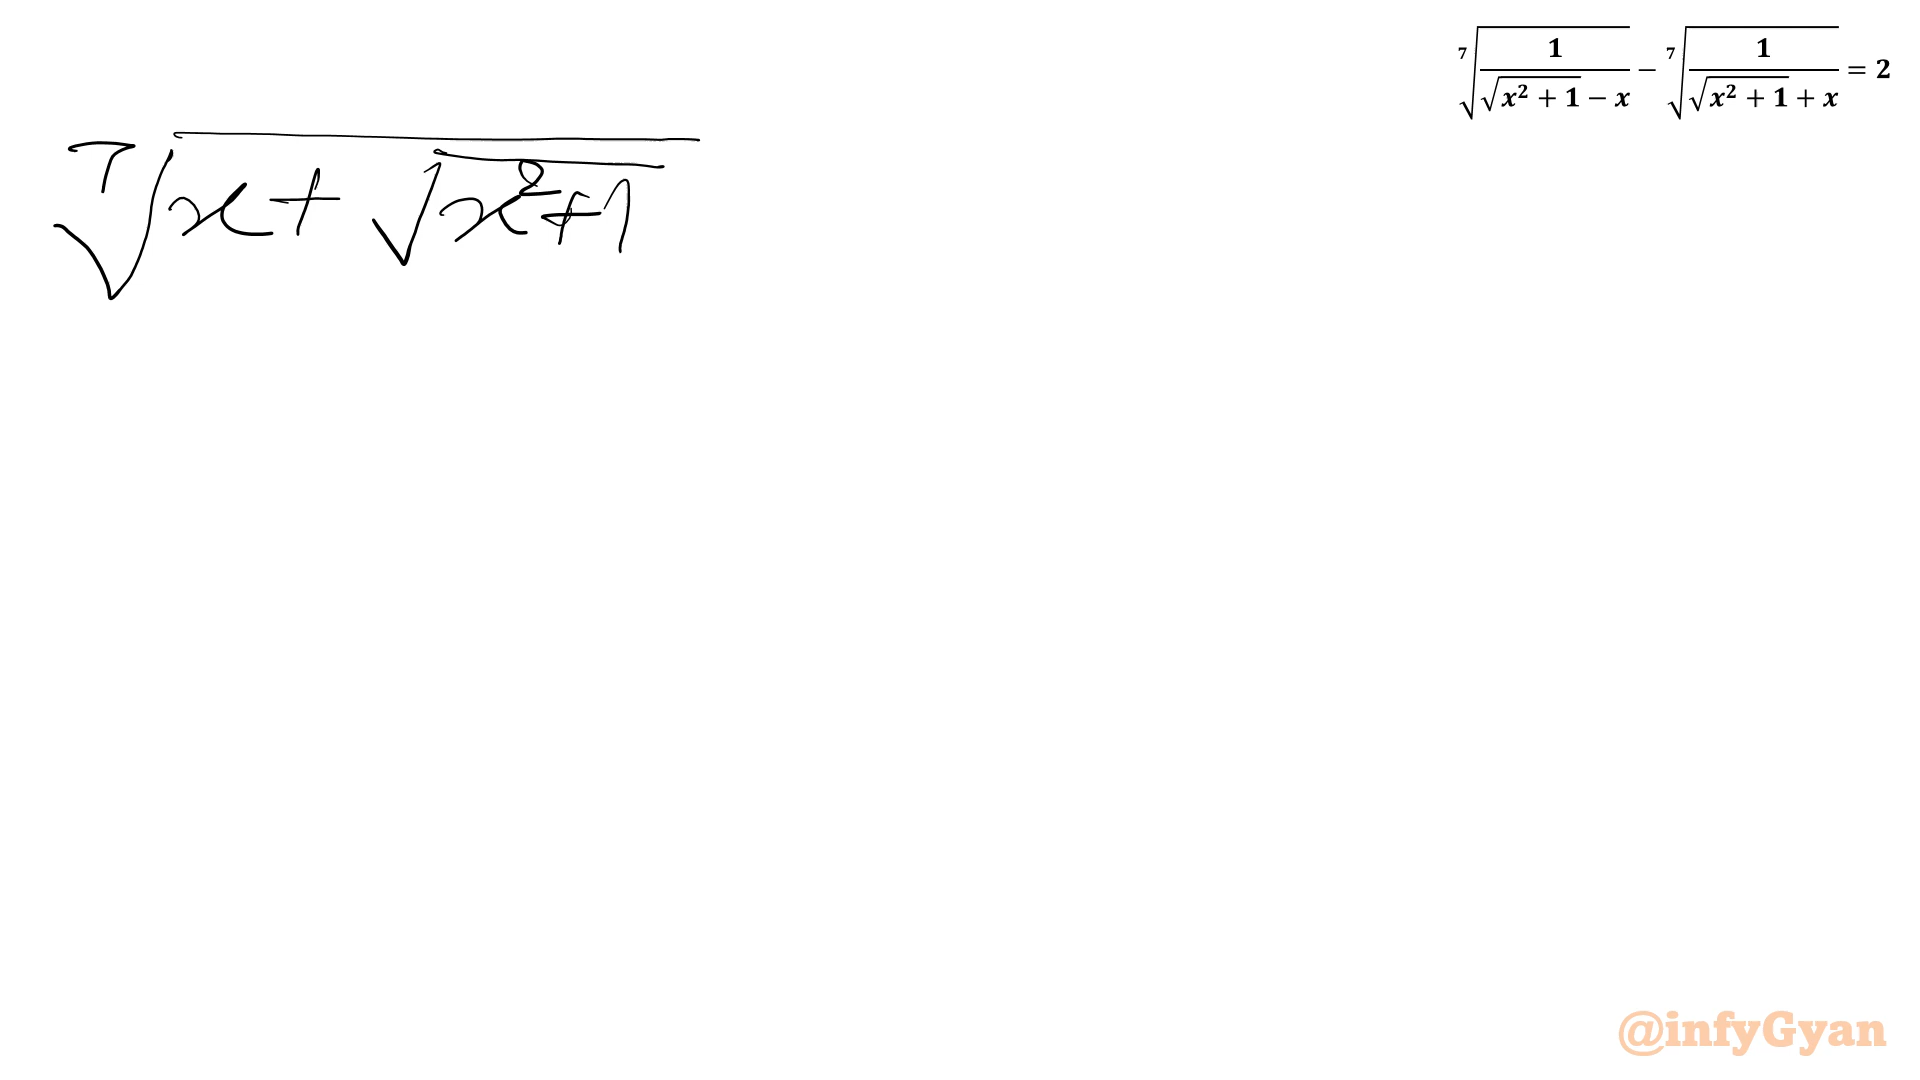 ⁷√(1/(√(x² + 1) − x)) − ⁷√(1/(√(x² + 1) + x)) = 2
⁷√(x + √(x² + 1))
@infyGyan